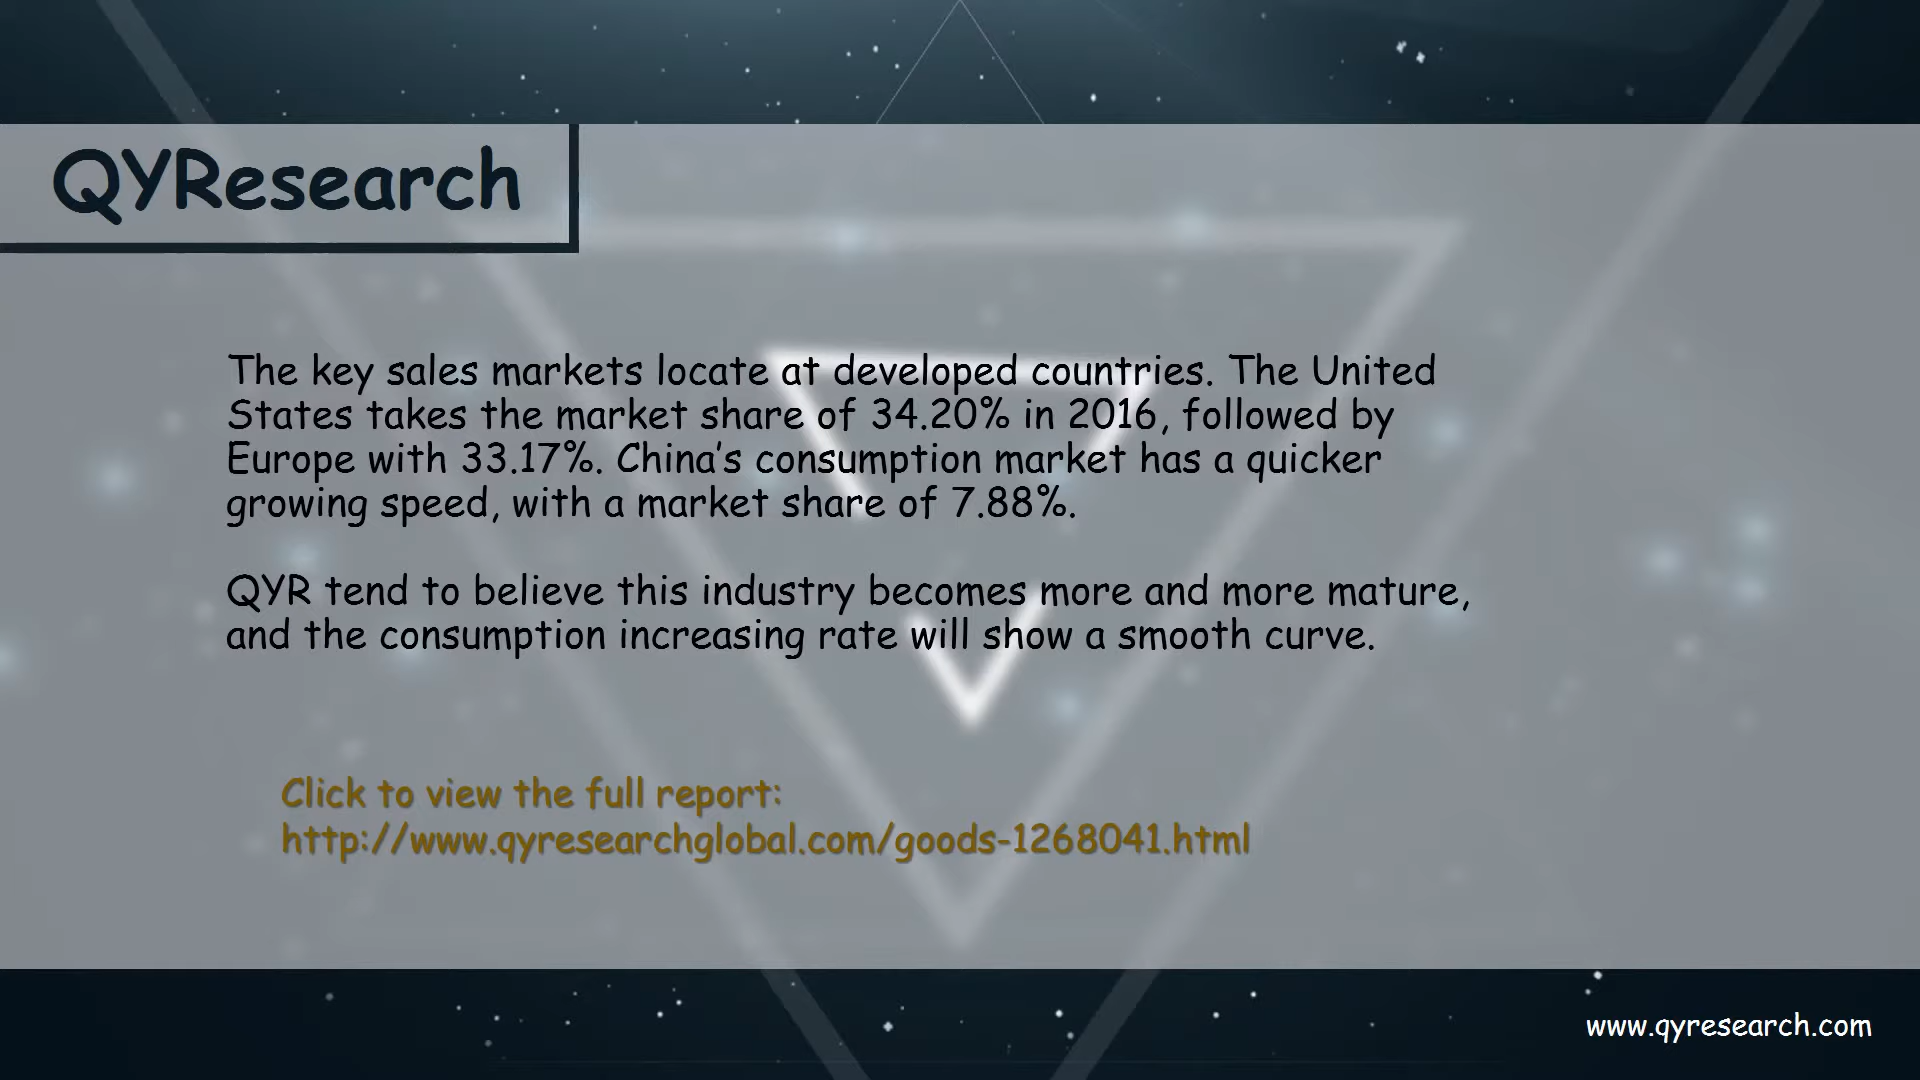 QYResearch
The key sales markets locate at developed countries. The United
States takes the market share of 34.20% in 2016, followed by
Europe with 33.17%. China's consumption market has a quicker
growing speed, with a market share of 7.88%.
QYR tend to believe this industry becomes more and more mature,
and the consumption increasing rate will show a smooth curve.
Click to view the full report:
http://www.qyresearchglobal.com/goods-1268041.html
www.qyresearch.com